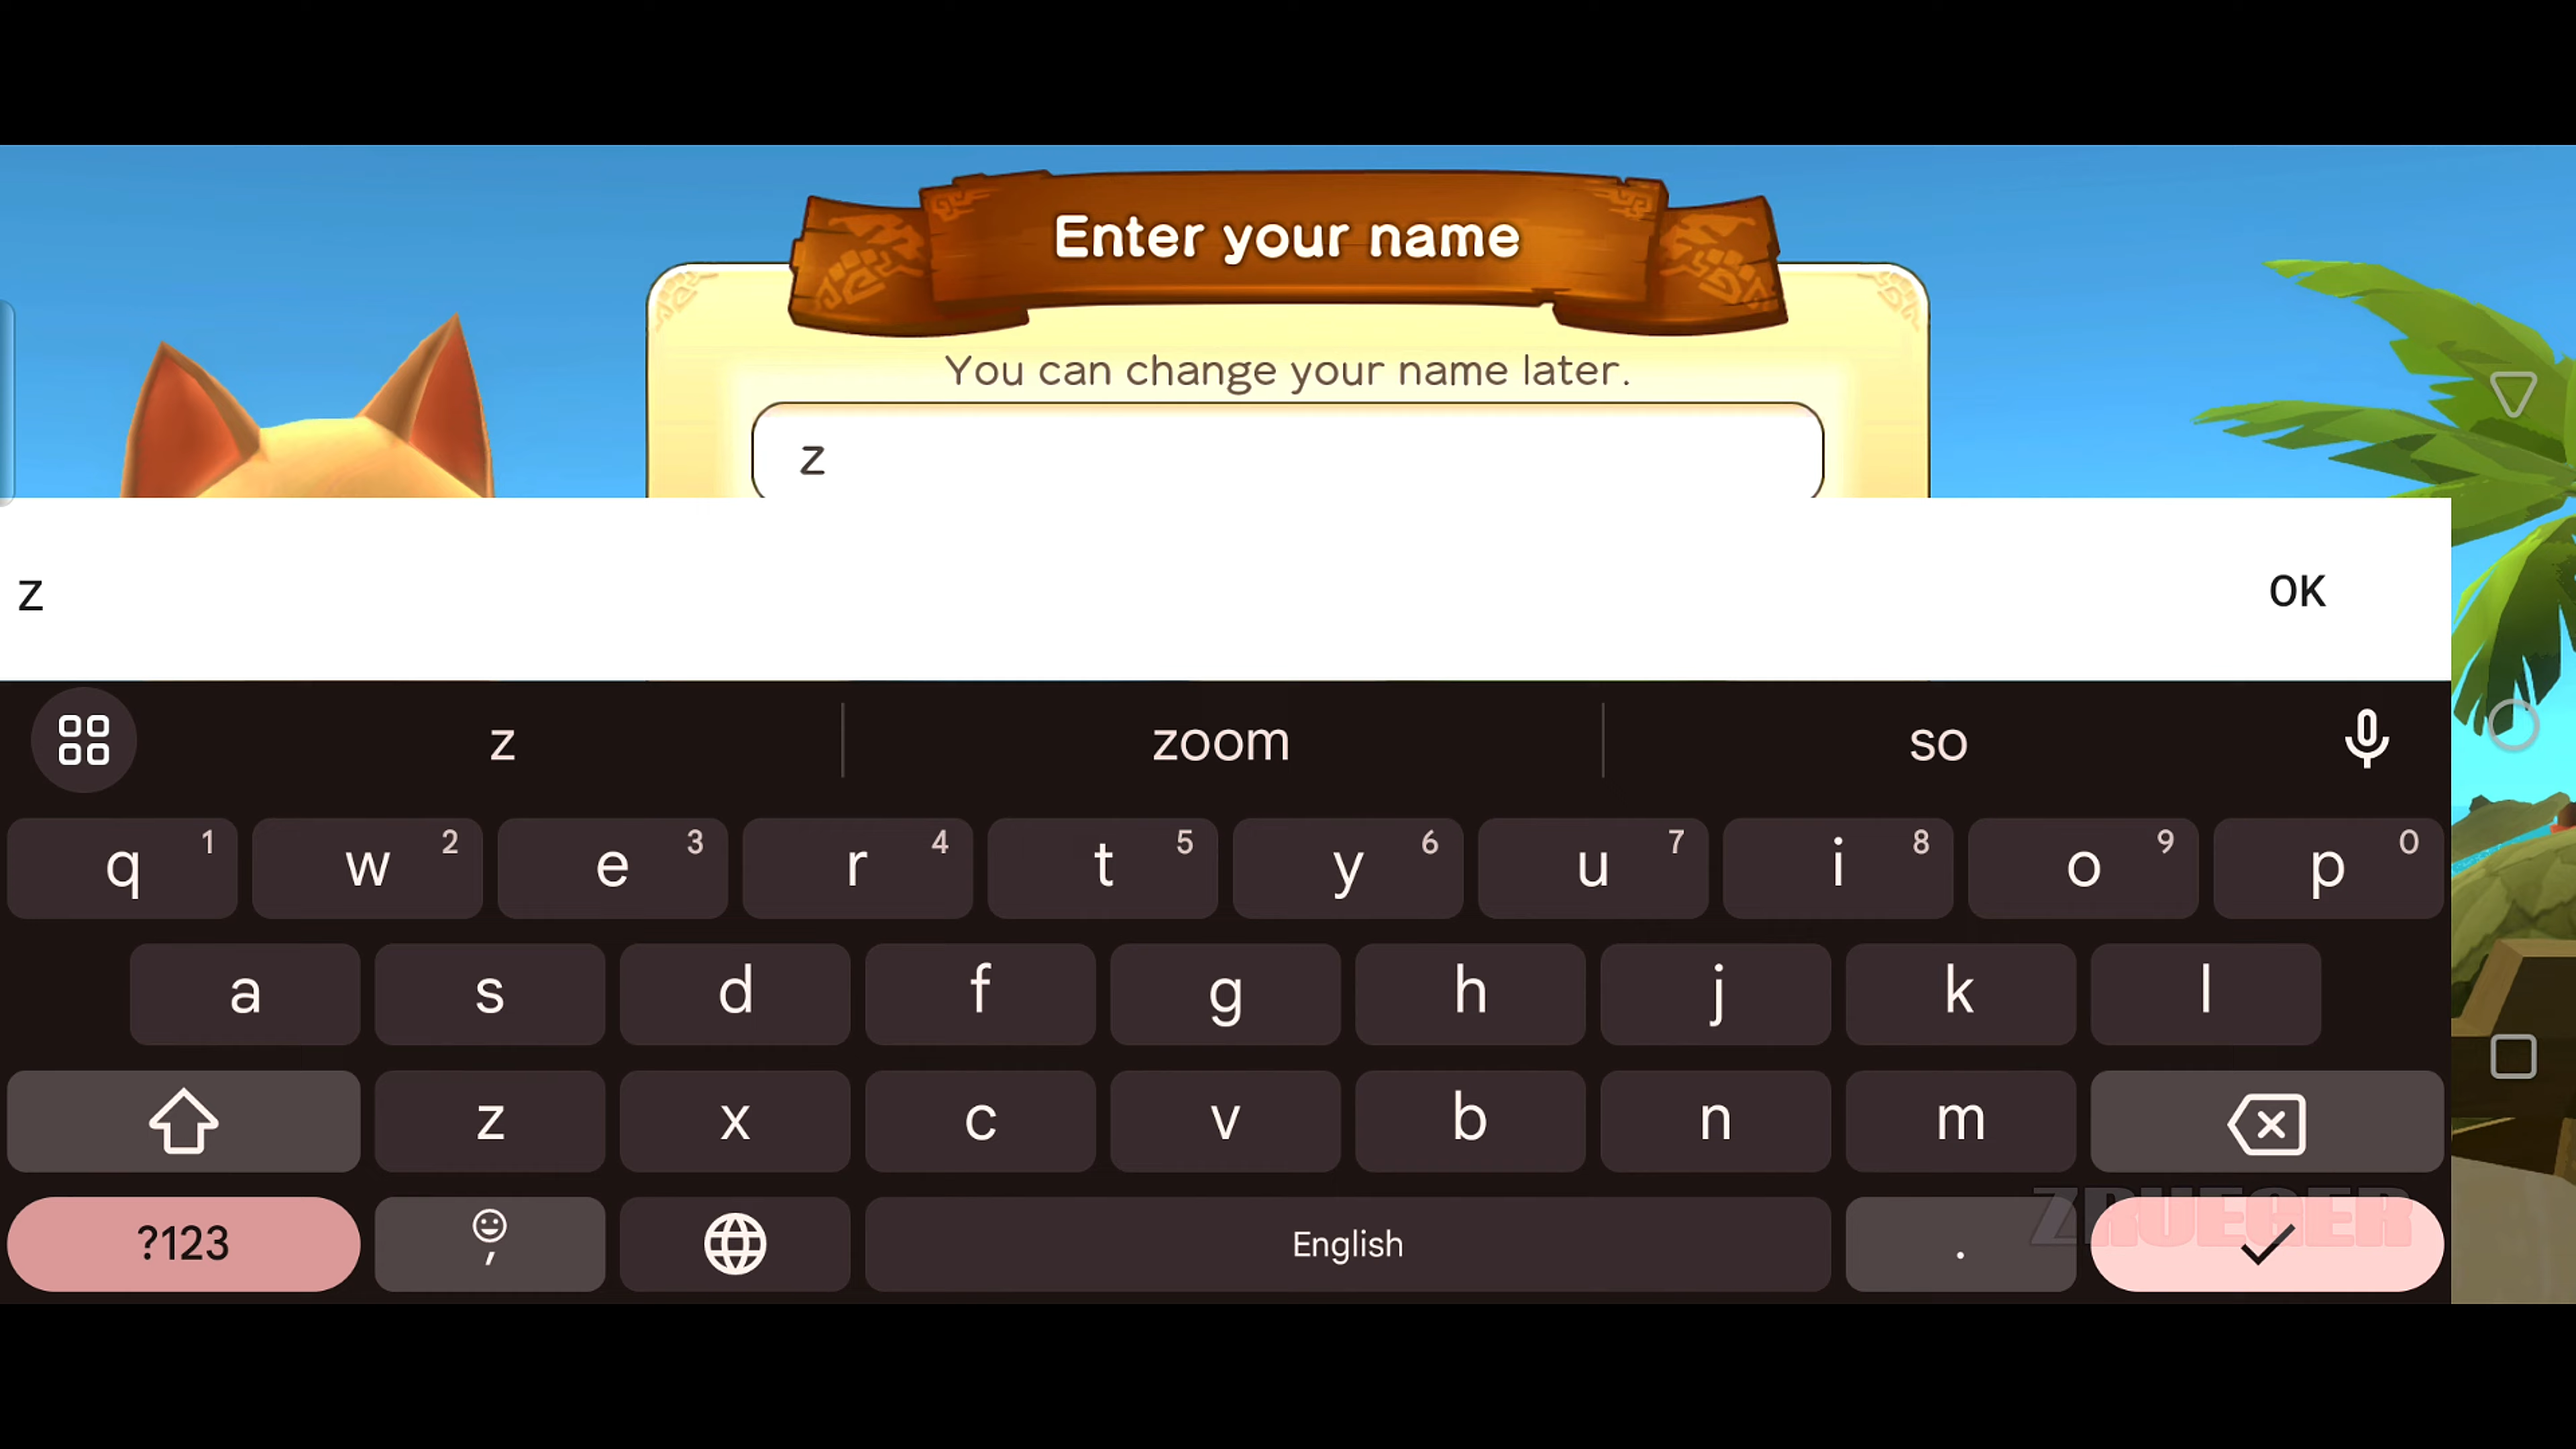 Enter your name
You can change your name later.
z
z
OK
z zoom so
q 1 w 2 e 3 r 4 t 5 y 6 u 7 i 8 o 9 p 0
a s d f g h j k l
z x c v b n m
?123 , English .
ZRUEGER